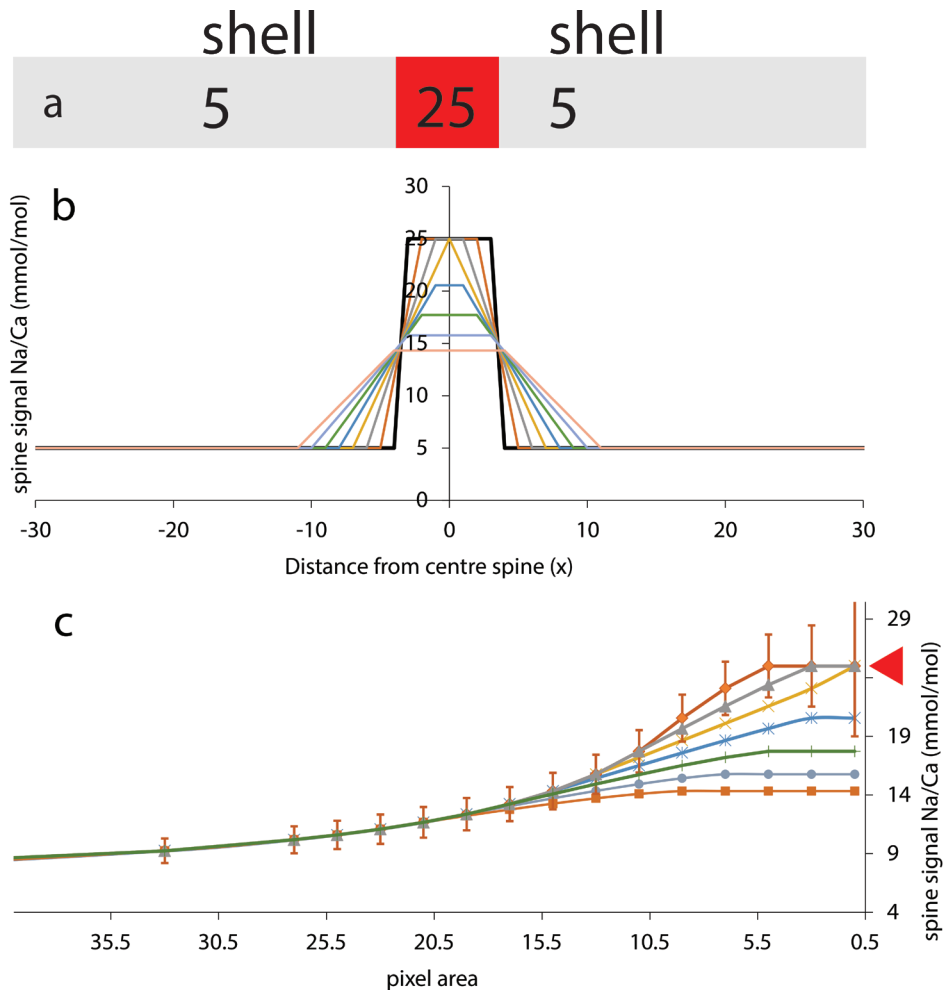 shell shell
a 5 25 5
b
spine signal Na/Ca (mmol/mol)
30
25
20
15
10
5
0
-30 -20 -10 0 10 20 30
Distance from centre spine (x)
c
29
19
14
9
4
spine signal Na/Ca (mmol/mol)
35.5 30.5 25.5 20.5 15.5 10.5 5.5 0.5
pixel area